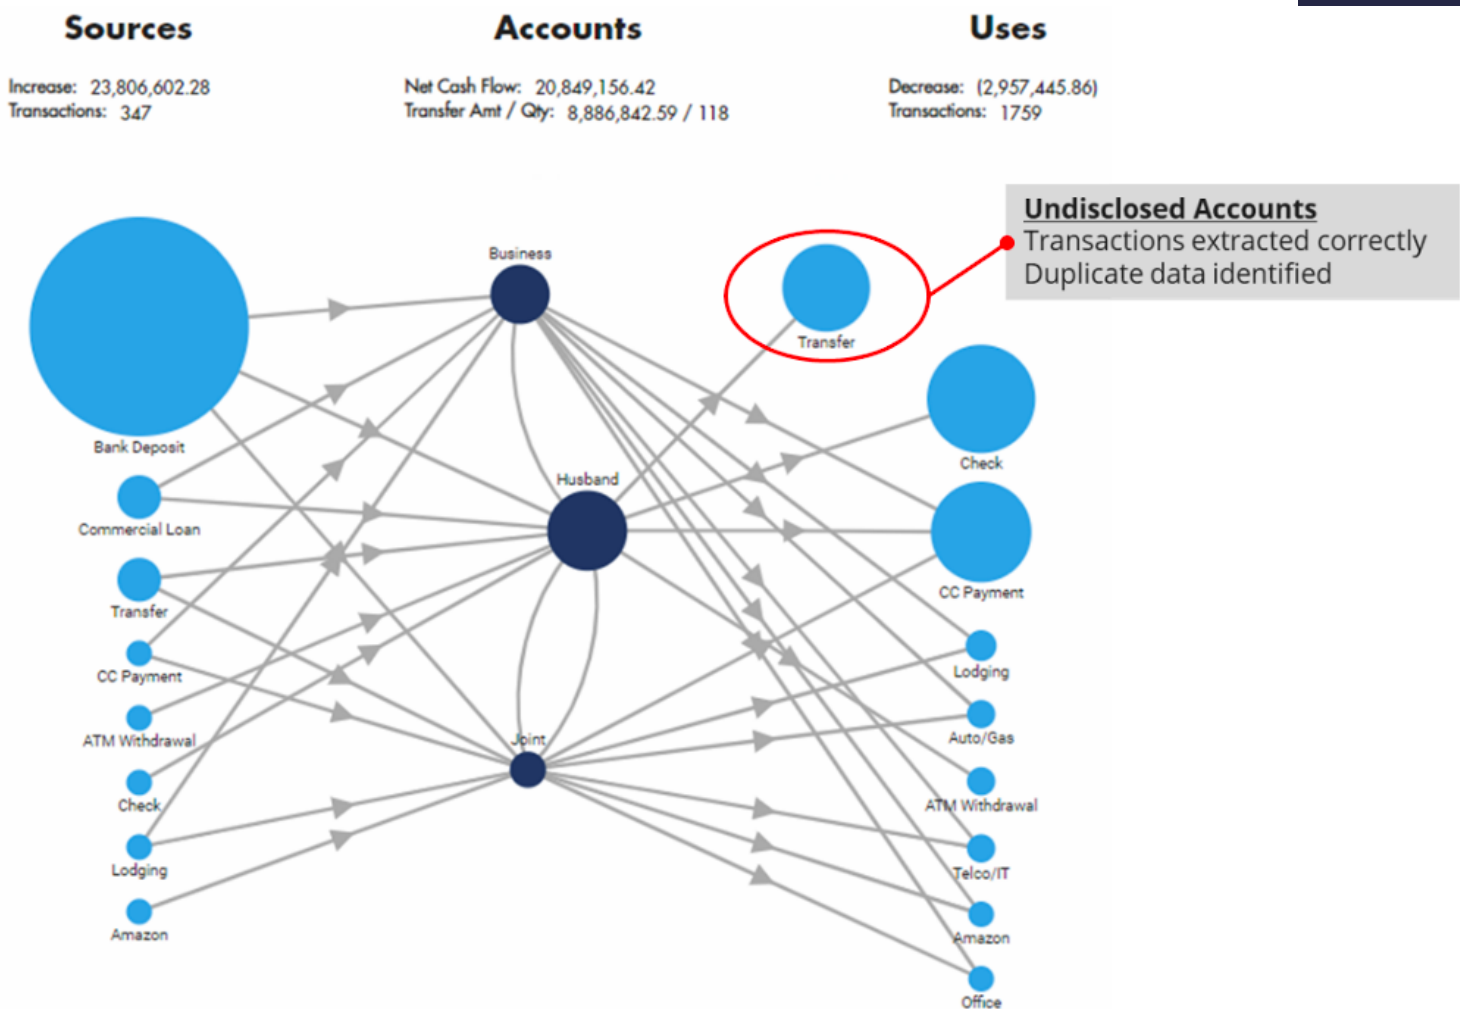 Sources
Accounts
Uses
Increase: 23,806,602.28
Transactions: 347
Net Cash Flow: 20,849,156.42
Transfer Amt / Qty: 8,886,842.59 / 118
Decrease: (2,957,445.86)
Transactions: 1759
Undisclosed Accounts
Transactions extracted correctly
Duplicate data identified
Business
Transfer
Bank Deposit
Check
Husband
Commercial Loan
CC Payment
Transfer
CC Payment
Lodging
ATM Withdrawal
Joint
Auto/Gas
Check
ATM Withdrawal
Lodging
Telco/IT
Amazon
Amazon
Office